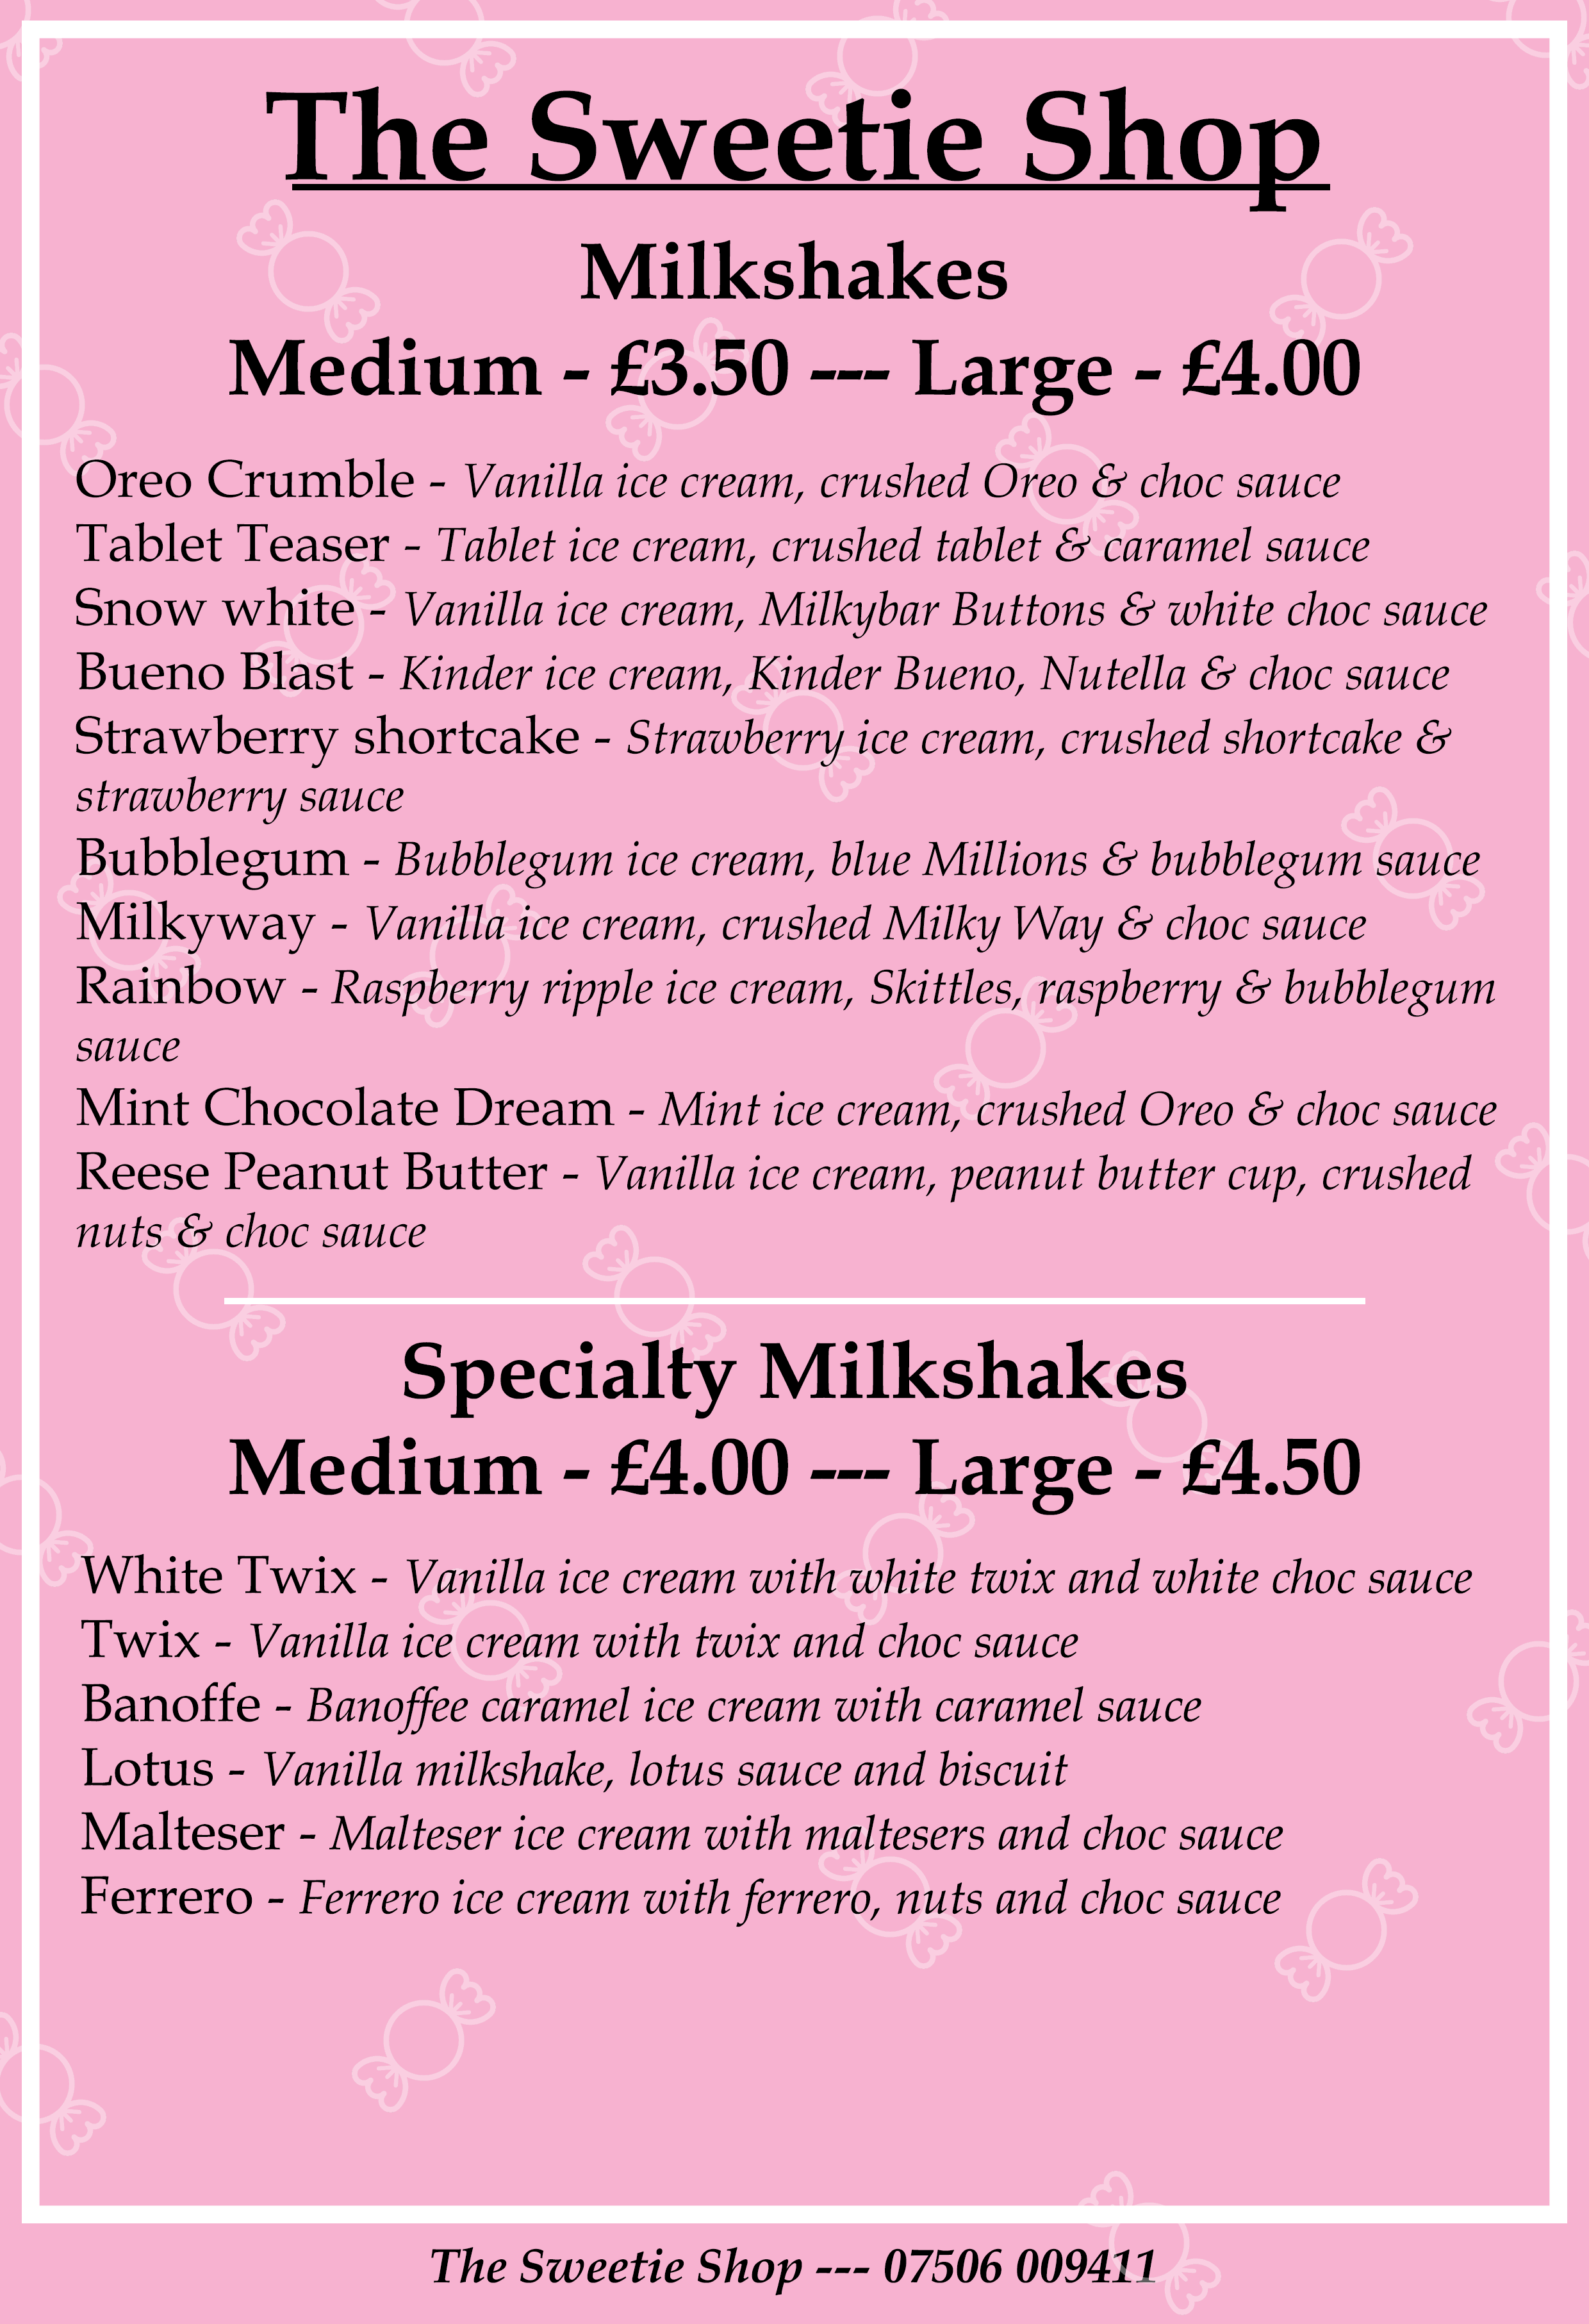 The Sweetie Shop
Milkshakes
Medium - £3.50 --- Large - £4.00
Oreo Crumble - Vanilla ice cream, crushed Oreo & choc sauce
Tablet Teaser - Tablet ice cream, crushed tablet & caramel sauce
Snow white - Vanilla ice cream, Milkybar Buttons & white choc sauce
Bueno Blast - Kinder ice cream, Kinder Bueno, Nutella & choc sauce
Strawberry shortcake - Strawberry ice cream, crushed shortcake &
strawberry sauce
Bubblegum - Bubblegum ice cream, blue Millions & bubblegum sauce
Milkyway - Vanilla ice cream, crushed Milky Way & choc sauce
Rainbow - Raspberry ripple ice cream, Skittles, raspberry & bubblegum
sauce
Mint Chocolate Dream - Mint ice cream, crushed Oreo & choc sauce
Reese Peanut Butter - Vanilla ice cream, peanut butter cup, crushed
nuts & choc sauce
Specialty Milkshakes
Medium - £4.00 --- Large - £4.50
White Twix - Vanilla ice cream with white twix and white choc sauce
Twix - Vanilla ice cream with twix and choc sauce
Banoffe - Banoffee caramel ice cream with caramel sauce
Lotus - Vanilla milkshake, lotus sauce and biscuit
Malteser - Malteser ice cream with maltesers and choc sauce
Ferrero - Ferrero ice cream with ferrero, nuts and choc sauce
The Sweetie Shop --- 07506 009411